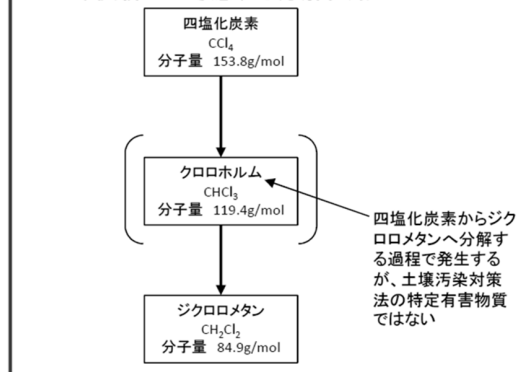 四塩化炭素
CCl₄
分子量 153.8g/mol
クロロホルム
CHCl₃
分子量 119.4g/mol
四塩化炭素からジク
ロロメタンへ分解す
る過程で発生する
が、土壌汚染対策
法の特定有害物質
ではない
ジクロロメタン
CH₂Cl₂
分子量 84.9g/mol